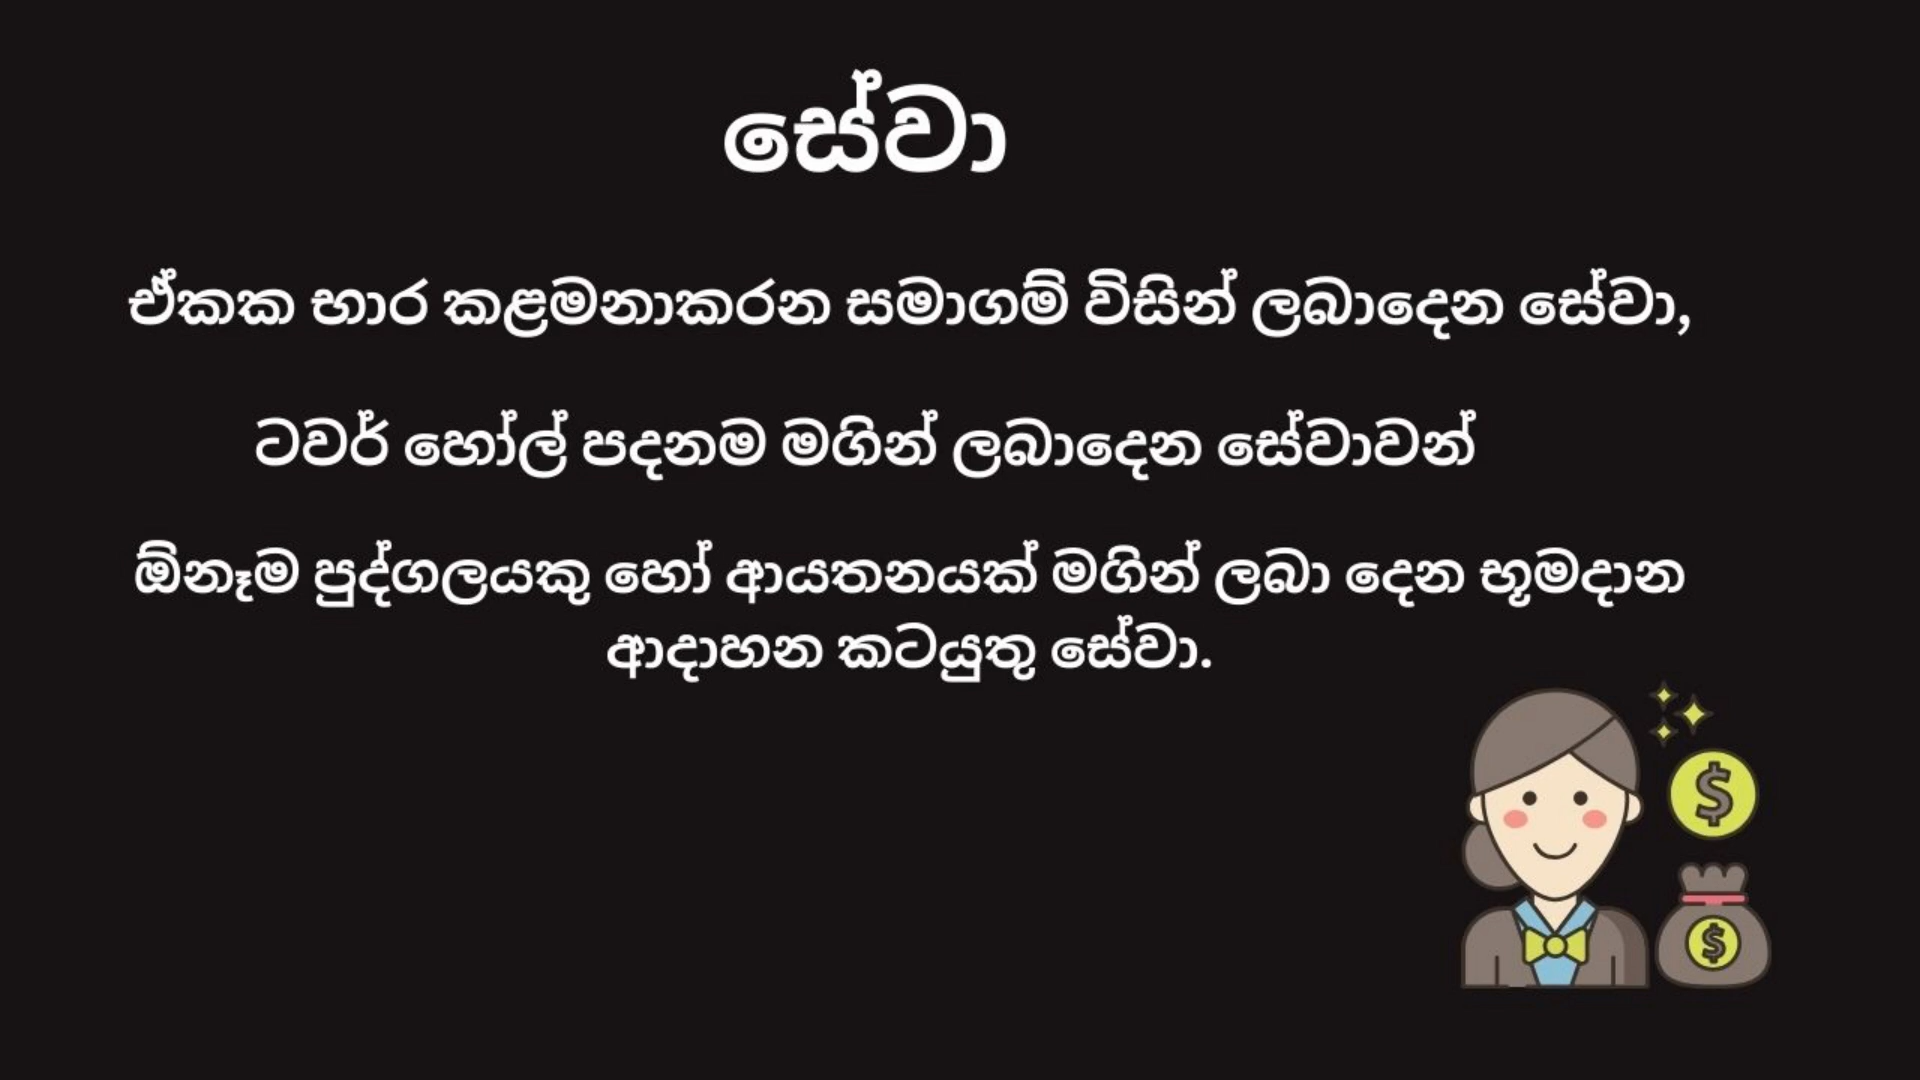 සේවා
ඒකක භාර කළමනාකරන සමාගම් විසින් ලබාදෙන සේවා,
ටවර් හෝල් පදනම මගින් ලබාදෙන සේවාවන්
ඕනෑම පුද්ගලයකු හෝ ආයතනයක් මගින් ලබා දෙන භූමදාන
ආදාහන කටයුතු සේවා.
$
$